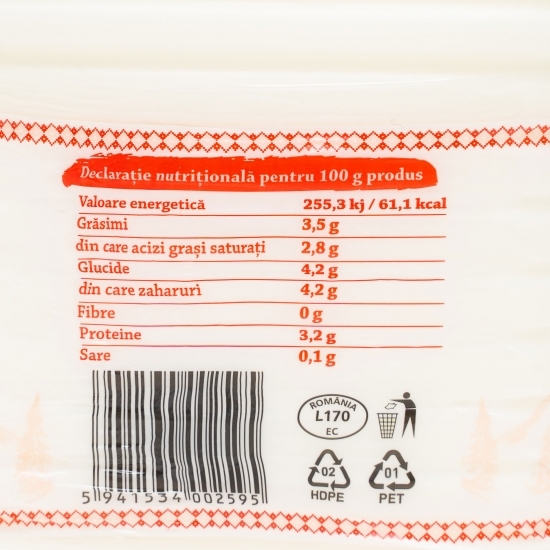 Declarație nutrițională pentru 100 g produs
Valoare energetică 255,3 kj / 61,1 kcal
Grăsimi 3,5 g
din care acizi grași saturați 2,8 g
Glucide 4,2 g
din care zaharuri 4,2 g
Fibre 0 g
Proteine 3,2 g
Sare 0,1 g
ROMÂNIA
L170
EC
02
HDPE
01
PET
5 941534 002595